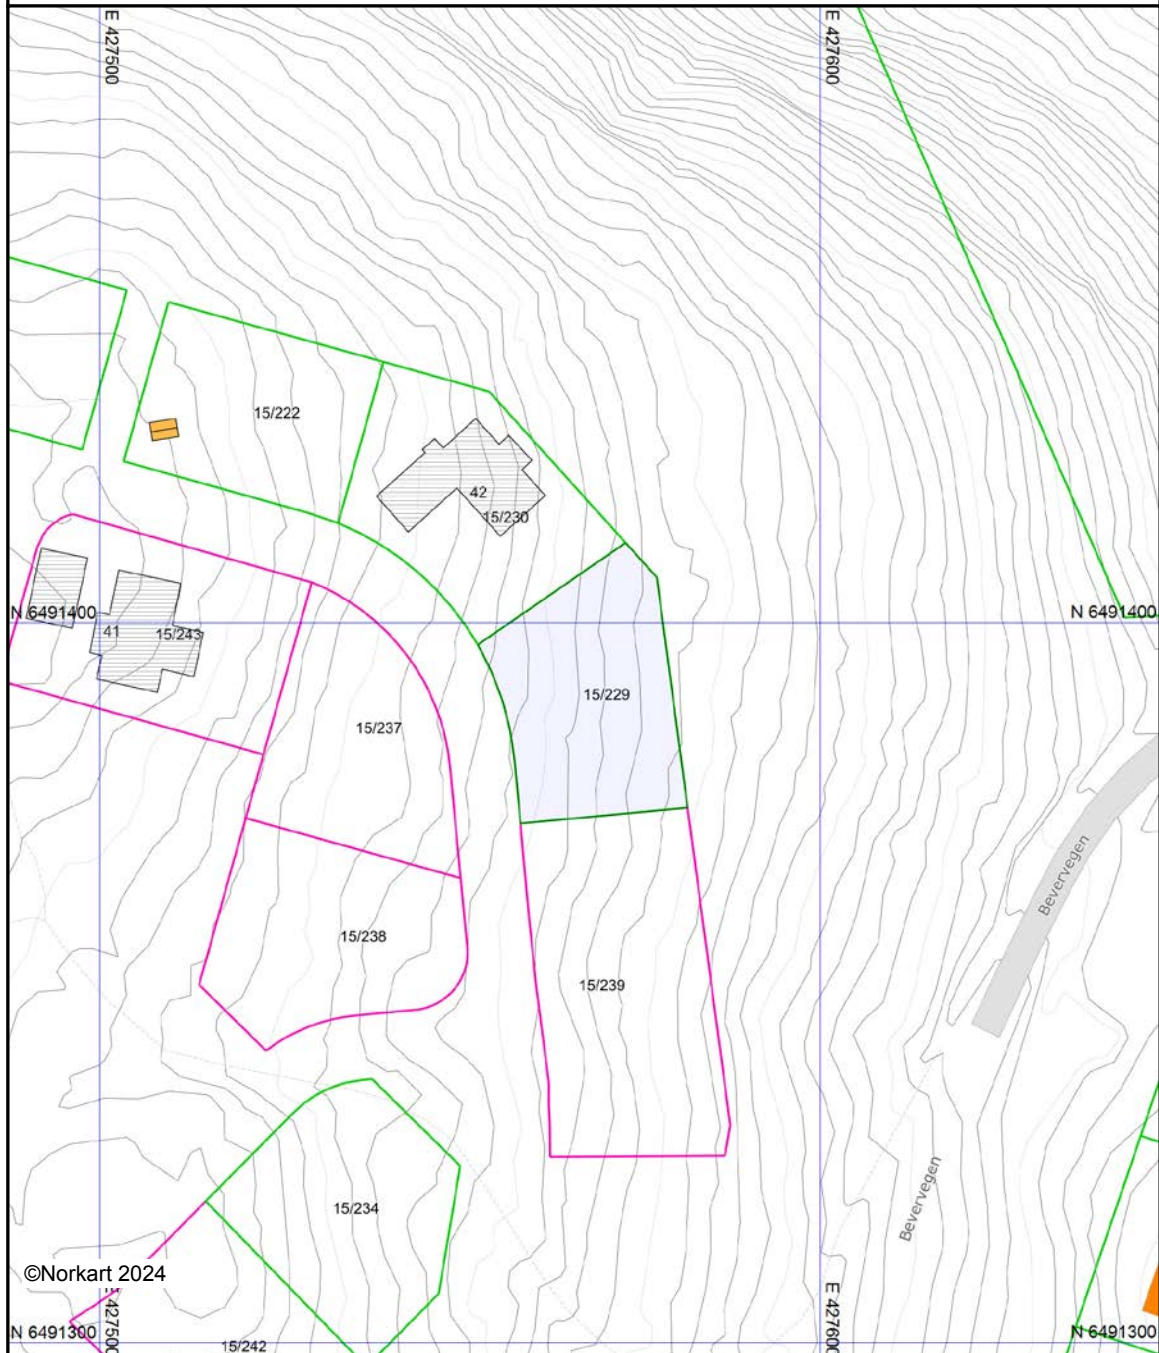 E 427500
E 427600
15/222
42
15/230
N 6491400
N 6491400
41
15/243
15/229
15/237
Bevervegen
15/238
15/239
Bevervegen
15/234
©Norkart 2024
E 427500
E 427600
N 6491300
N 6491300
15/242